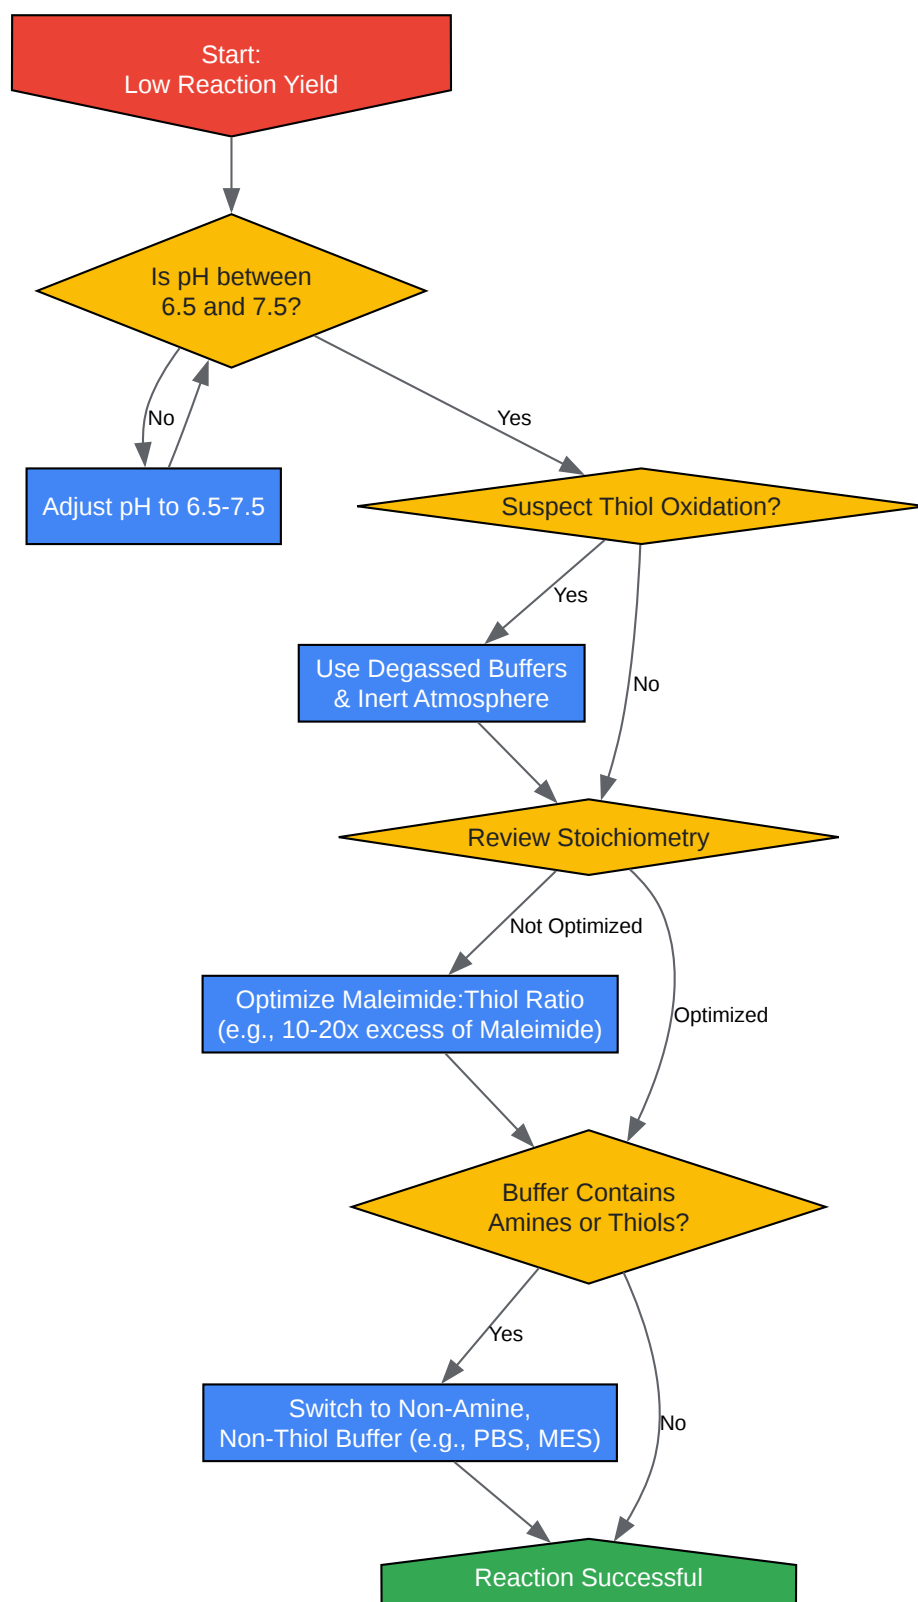 Start:
Low Reaction Yield
Is pH between
6.5 and 7.5?
No
Yes
Adjust pH to 6.5-7.5
Suspect Thiol Oxidation?
Yes
Use Degassed Buffers
& Inert Atmosphere
No
Review Stoichiometry
Not Optimized
Optimize Maleimide:Thiol Ratio
(e.g., 10-20x excess of Maleimide)
Optimized
Buffer Contains
Amines or Thiols?
Yes
Switch to Non-Amine,
Non-Thiol Buffer (e.g., PBS, MES)
No
Reaction Successful